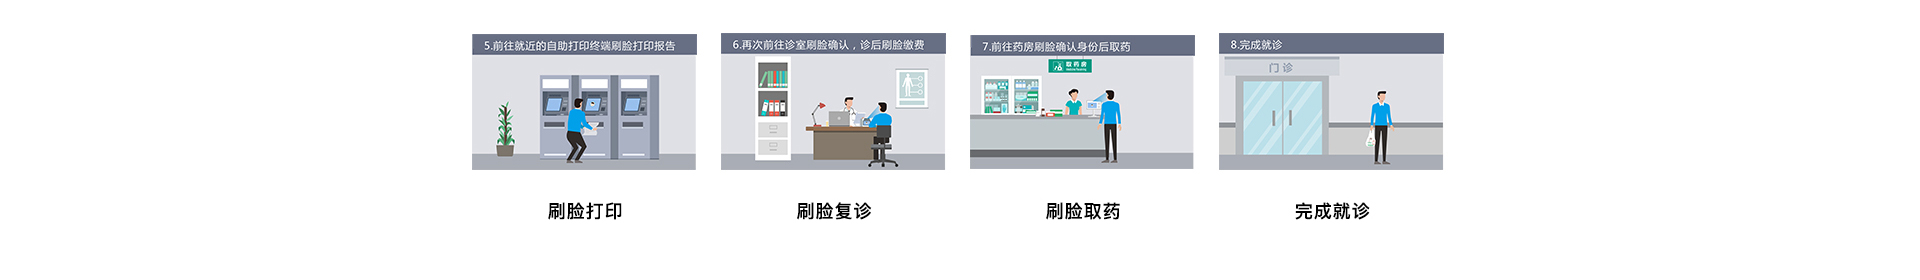 5.前往就近的自助打印终端刷脸打印报告
6.再次前往诊室刷脸确认，诊后刷脸缴费
7.前往药房刷脸确认身份后取药
取药房
8.完成就诊
门诊
刷脸打印
刷脸复诊
刷脸取药
完成就诊